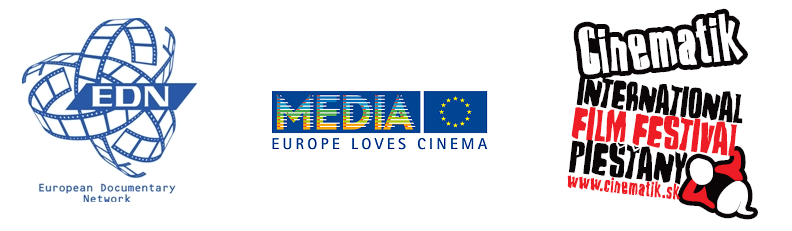 EDN
European Documentary
Network
MEDIA
EUROPE LOVES CINEMA
Cinematik
INTERNATIONAL
FILM FESTIVAL
PIEŠŤANY
www.cinematik.sk